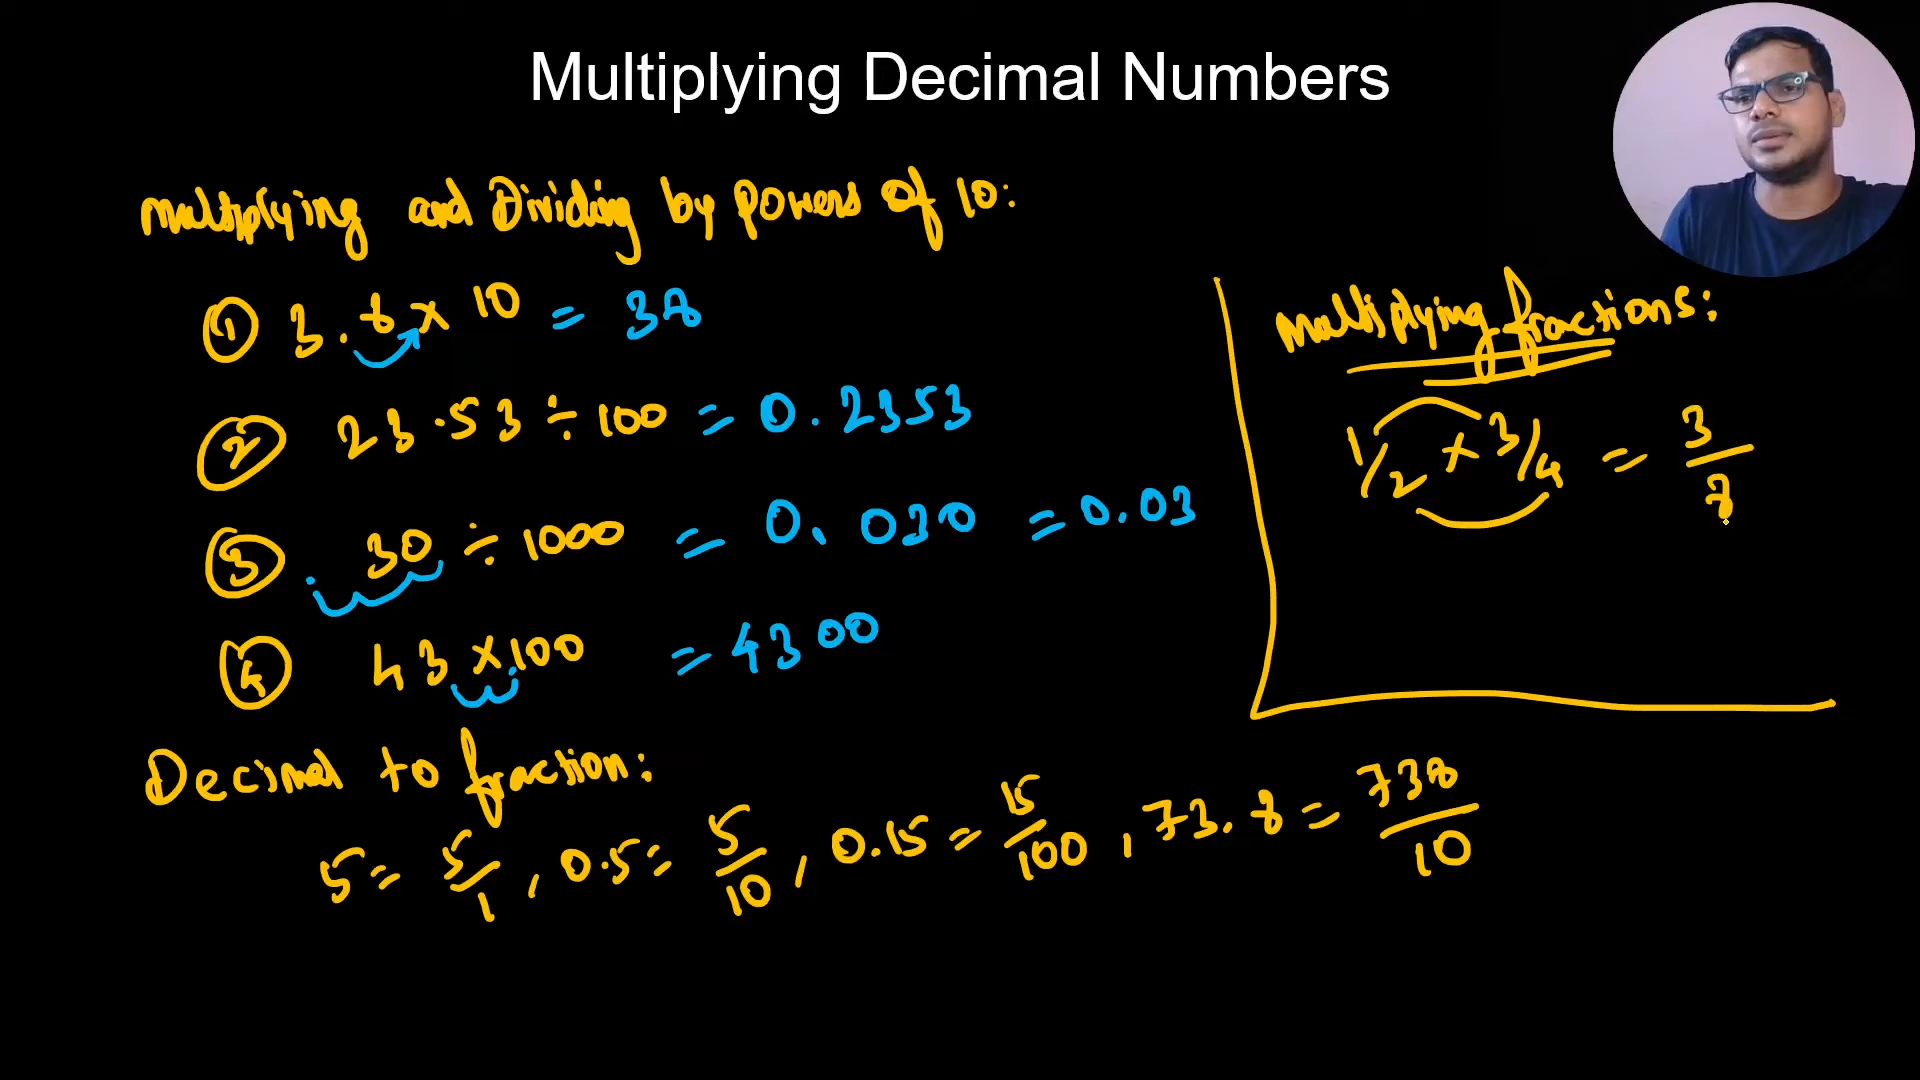 Multiplying Decimal Numbers
Multiplying and Dividing by powers of 10:
① 3.8 x 10 = 38
② 23.53 ÷ 100 = 0.2353
③ 30 ÷ 1000 = 0.030 = 0.03
④ 43 x 100 = 4300
Decimal to fraction:
5 = 5/1, 0.5 = 5/10, 0.15 = 15/100, 73.8 = 738/10
Multiplying fractions:
1/2 x 3/4 = 3/8